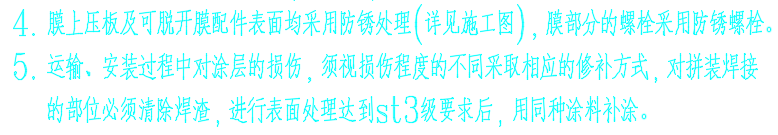 4. 膜上压板及可脱开膜配件表面均采用防锈处理(详见施工图)，膜部分的螺栓采用防锈螺栓。
5. 运输、安装过程中对涂层的损伤，须视损伤程度的不同采取相应的修补方式，对拼装焊接
的部位必须清除焊渣，进行表面处理达到st3级要求后，用同种涂料补涂。